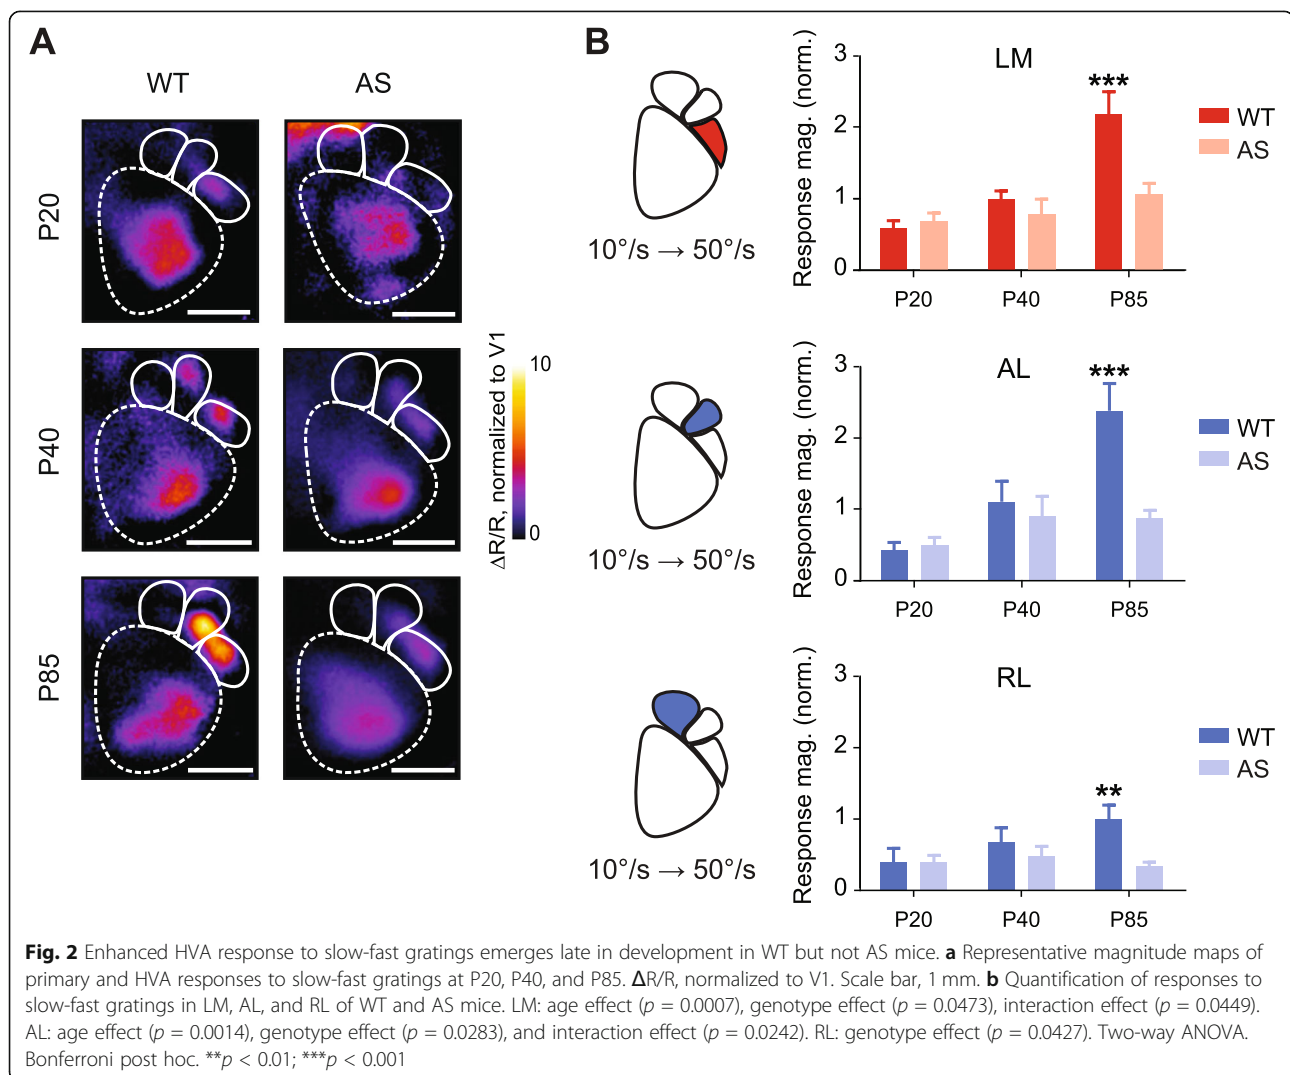 A
WT
AS
P20
P40
P85
ΔR/R, normalized to V1
10
0
B
10°/s → 50°/s
LM
Response mag. (norm.)
3
2
1
0
***
P20
P40
P85
WT
AS
10°/s → 50°/s
AL
Response mag. (norm.)
3
2
1
0
***
P20
P40
P85
WT
AS
10°/s → 50°/s
RL
Response mag. (norm.)
3
2
1
0
**
P20
P40
P85
WT
AS
Fig. 2 Enhanced HVA response to slow-fast gratings emerges late in development in WT but not AS mice. a Representative magnitude maps of
primary and HVA responses to slow-fast gratings at P20, P40, and P85. ΔR/R, normalized to V1. Scale bar, 1 mm. b Quantification of responses to
slow-fast gratings in LM, AL, and RL of WT and AS mice. LM: age effect (p = 0.0007), genotype effect (p = 0.0473), interaction effect (p = 0.0449).
AL: age effect (p = 0.0014), genotype effect (p = 0.0283), and interaction effect (p = 0.0242). RL: genotype effect (p = 0.0427). Two-way ANOVA.
Bonferroni post hoc. **p < 0.01; ***p < 0.001